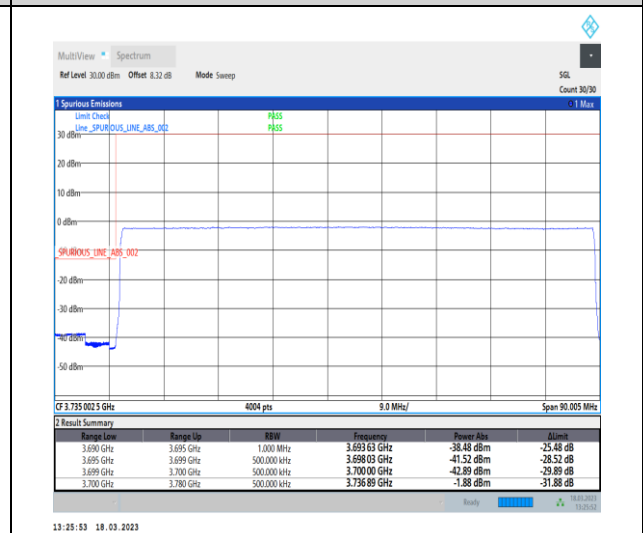 MultiView Spectrum
Ref Level 30.00 dBm Offset 8.32 dB Mode Sweep SGL
Count 30/30
1 Spurious Emissions 1 Max
Limit Check PASS
Line _SPURIOUS_LINE_ABS_002 PASS
30 dBm
20 dBm
10 dBm
0 dBm
_SPURIOUS_LINE_ABS_002
-20 dBm
-30 dBm
-40 dBm
-50 dBm
CF 3.735 002 5 GHz 4004 pts 9.0 MHz/ Span 90.005 MHz
2 Result Summary
Range Low Range Up RBW Frequency Power Abs ΔLimit
3.690 GHz 3.695 GHz 1.000 MHz 3.693 63 GHz -38.48 dBm -25.48 dB
3.695 GHz 3.699 GHz 500.000 kHz 3.698 03 GHz -41.52 dBm -28.52 dB
3.699 GHz 3.700 GHz 500.000 kHz 3.700 00 GHz -42.89 dBm -29.89 dB
3.700 GHz 3.780 GHz 500.000 kHz 3.736 89 GHz -1.88 dBm -31.88 dB
Ready 18.03.2023
13:25:52
13:25:53 18.03.2023